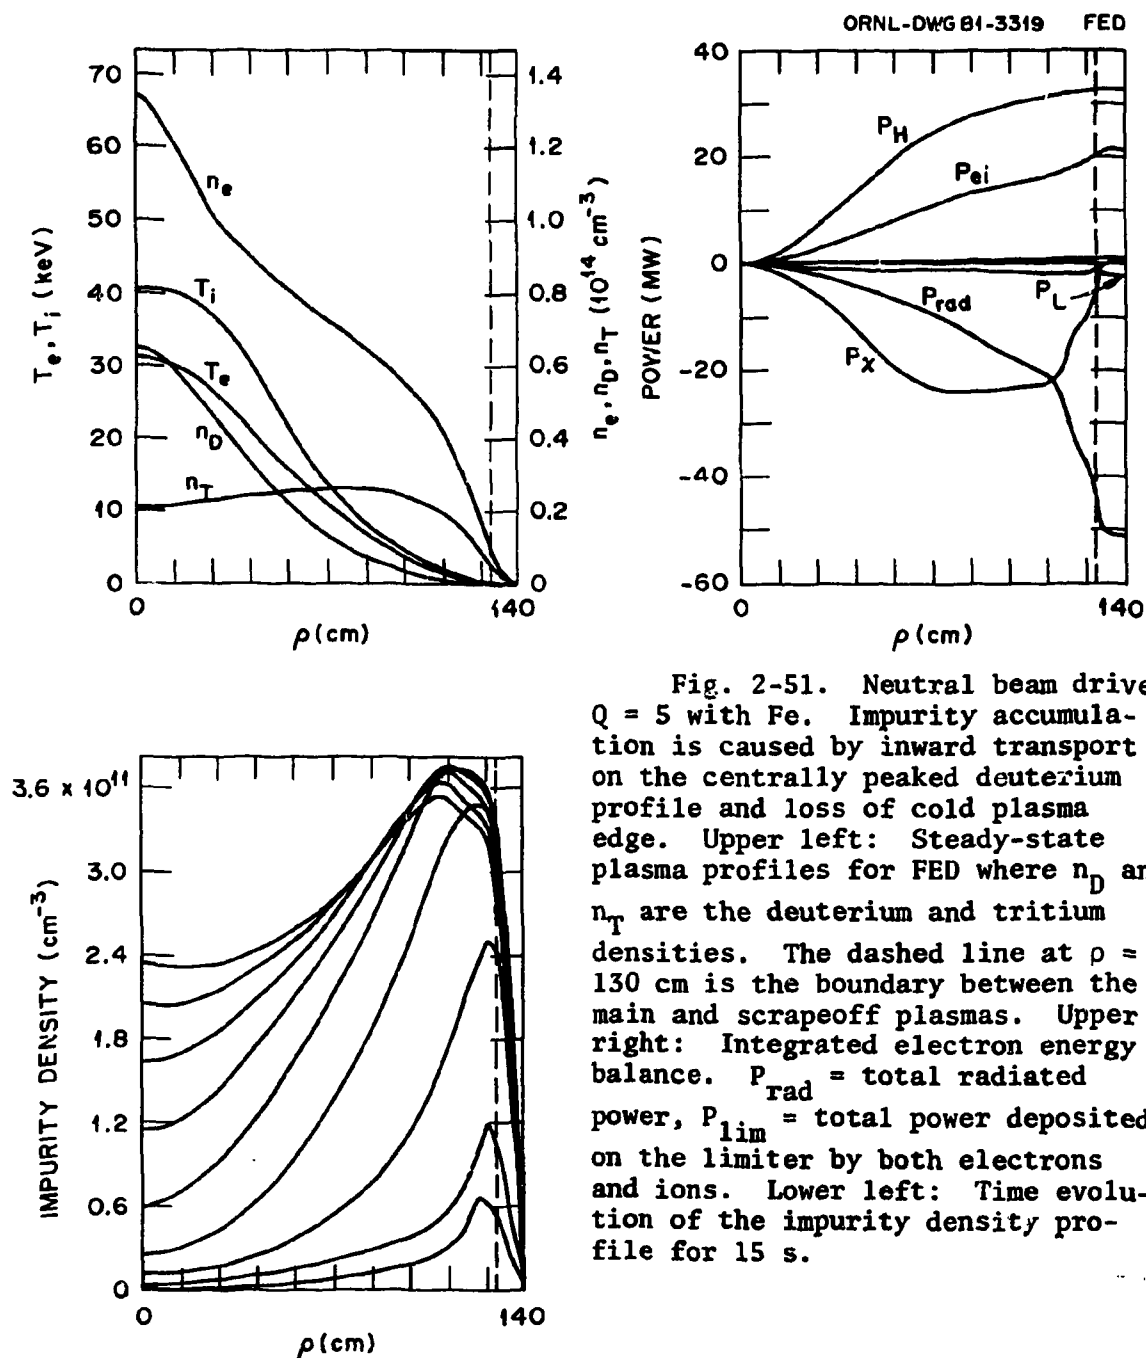 ORNL-DWG 81-3319 FED
70
60
50
40
30
20
10
0
T_e, T_i (keV)
n_e
T_i
T_e
n_D
n_T
1.4
1.2
1.0
0.8
0.6
0.4
0.2
0
n_e, n_D, n_T (10^14 cm^-3)
0 140
ρ (cm)
40
20
0
-20
-40
-60
POWER (MW)
P_H
P_ei
P_rad
P_χ
P_L
0 140
ρ (cm)
3.6 x 10^11
3.0
2.4
1.8
1.2
0.6
0
IMPURITY DENSITY (cm^-3)
0 140
ρ (cm)
Fig. 2-51. Neutral beam drive
Q = 5 with Fe. Impurity accumula-
tion is caused by inward transport
on the centrally peaked deuterium
profile and loss of cold plasma
edge. Upper left: Steady-state
plasma profiles for FED where n_D an
n_T are the deuterium and tritium
densities. The dashed line at ρ =
130 cm is the boundary between the
main and scrapeoff plasmas. Upper
right: Integrated electron energy
balance. P_rad = total radiated
power, P_lim = total power deposited
on the limiter by both electrons
and ions. Lower left: Time evolu-
tion of the impurity density pro-
file for 15 s.